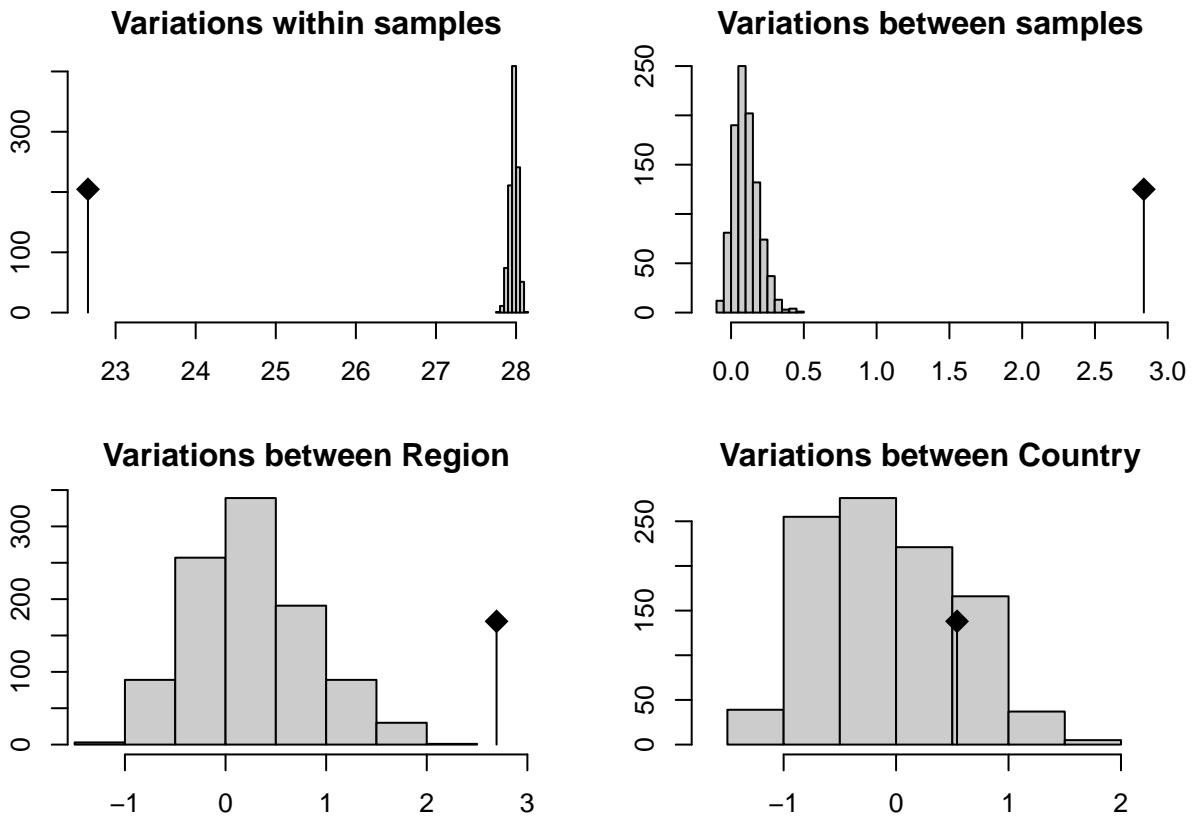 Variations within samples
0 100 300
23 24 25 26 27 28
Variations between samples
0 50 150 250
0.0 0.5 1.0 1.5 2.0 2.5 3.0
Variations between Region
0 100 200 300
−1 0 1 2 3
Variations between Country
0 50 150 250
−1 0 1 2